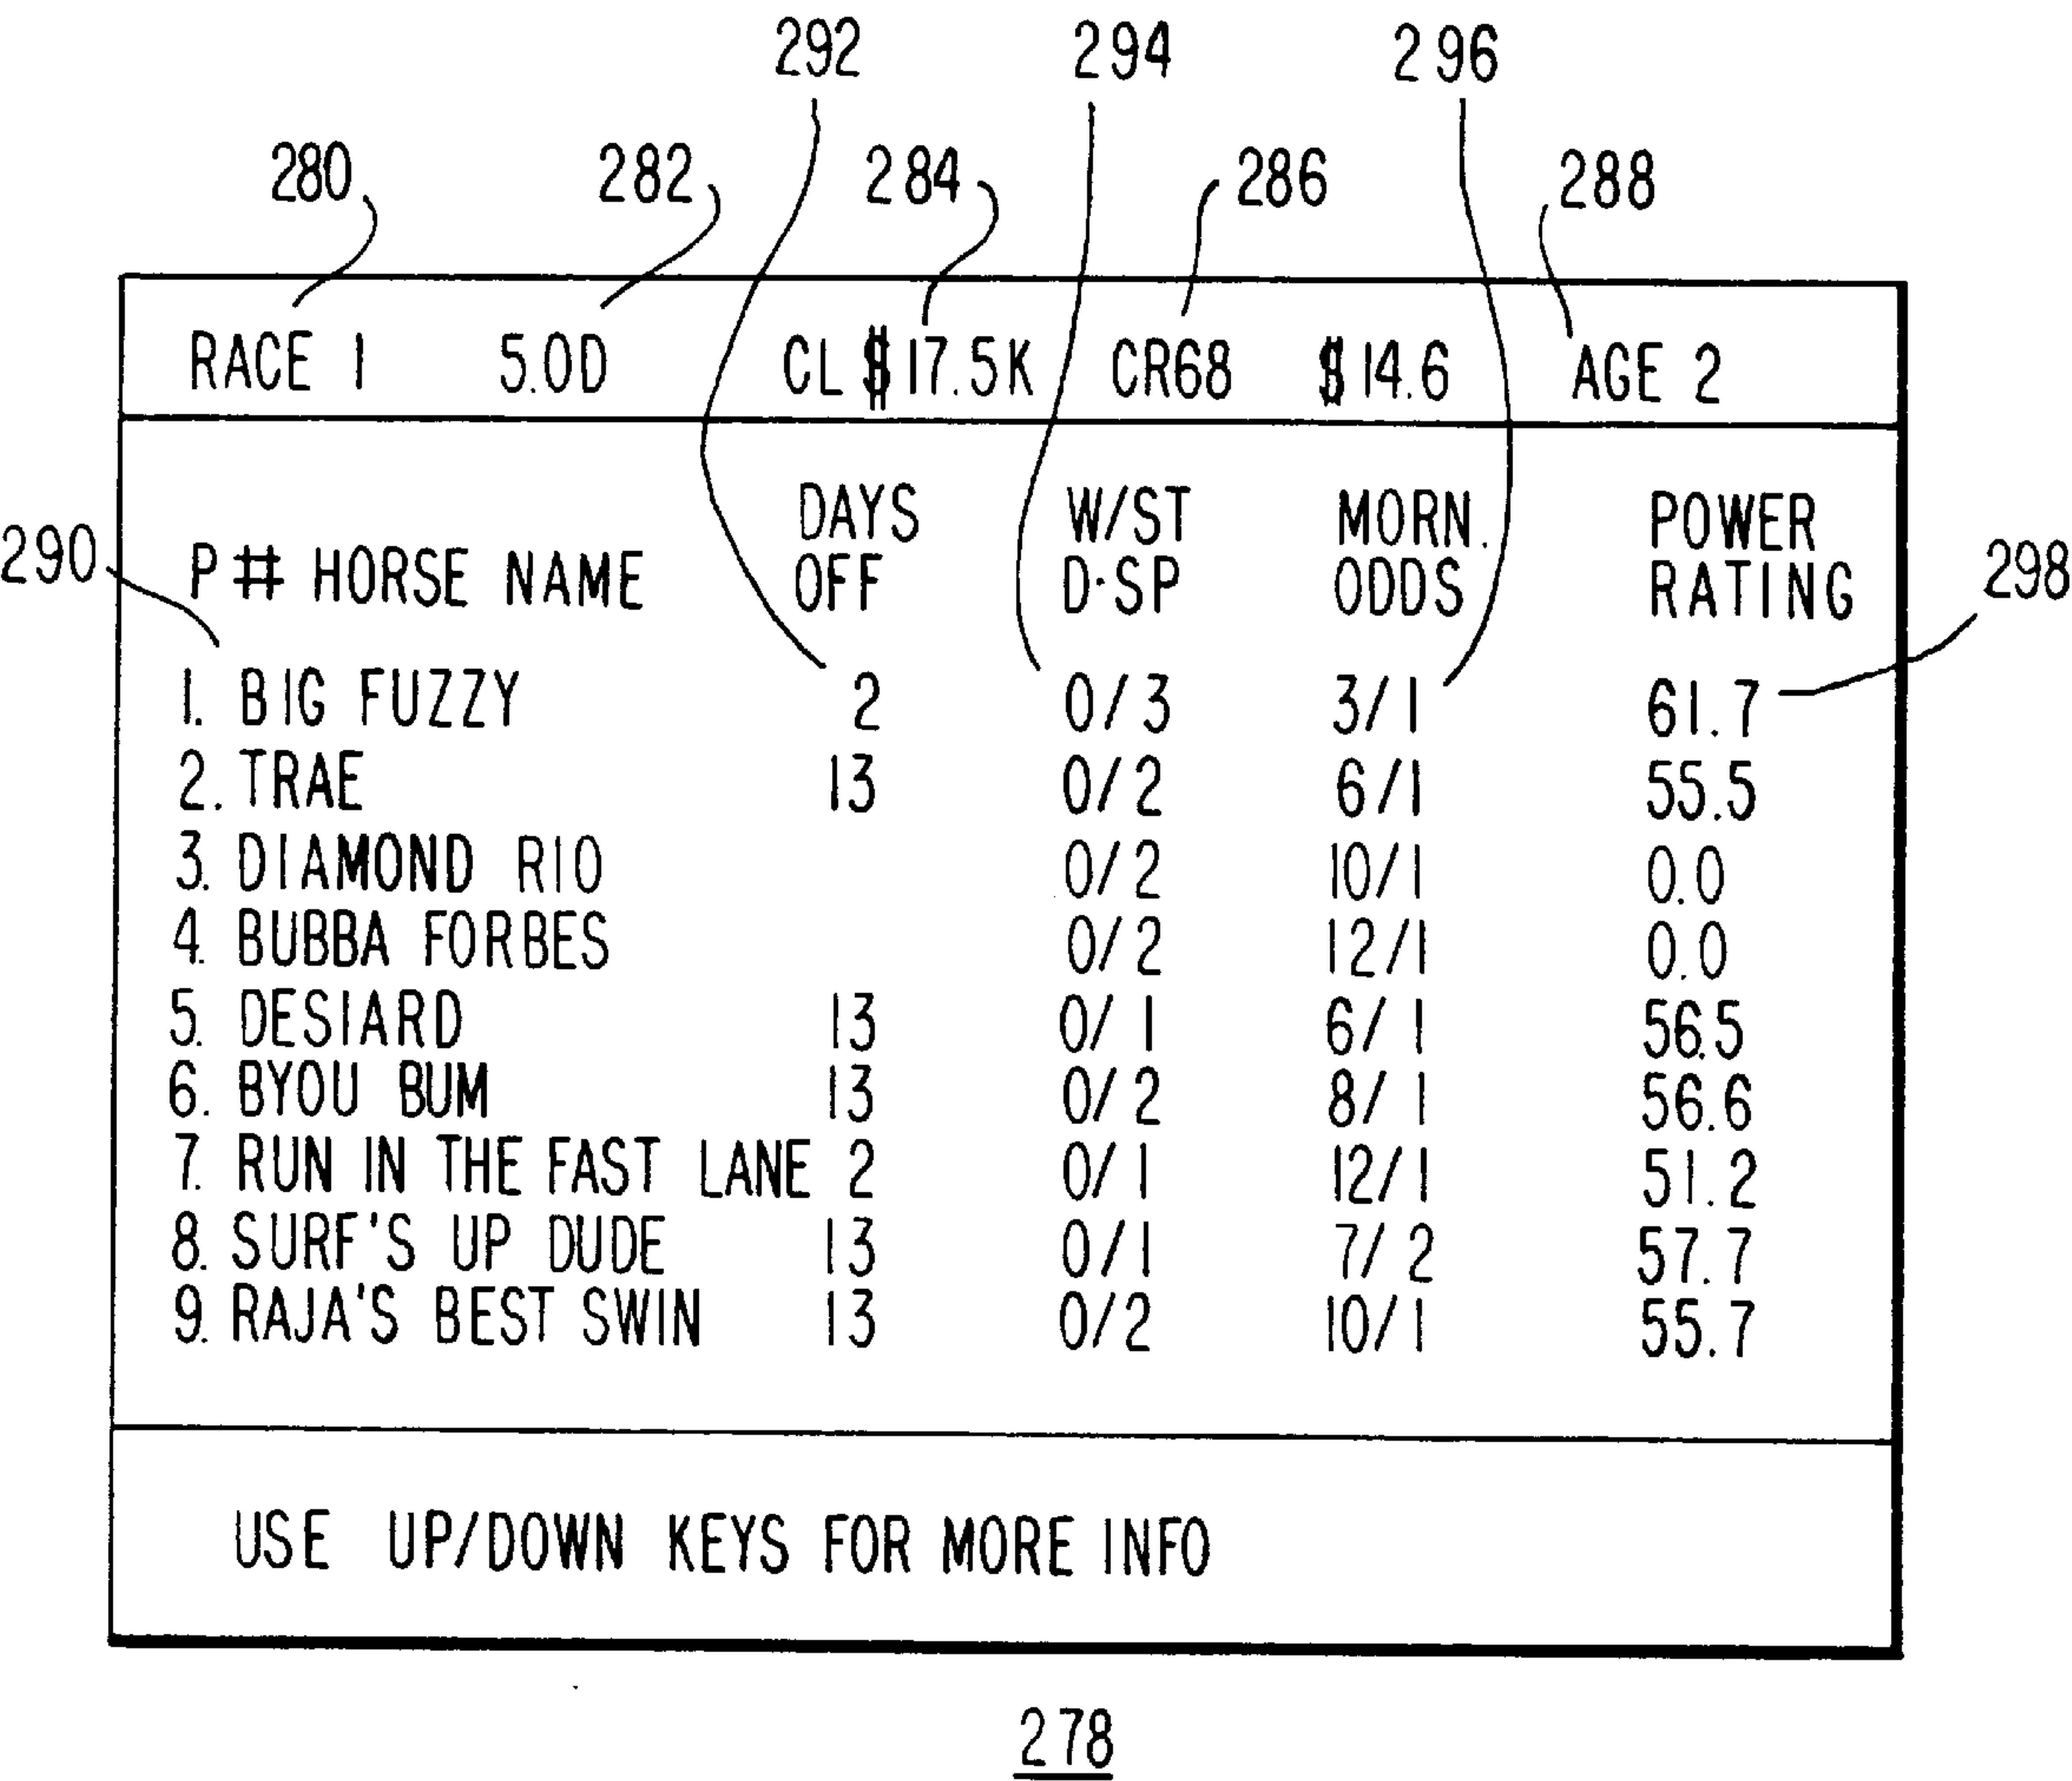 292 294 296
280 282 284 286 288
RACE 1 5.0D CL $17.5K CR68 $14.6 AGE 2
DAYS W/ST MORN. POWER
290 P# HORSE NAME OFF D·SP ODDS RATING 298
1. BIG FUZZY 2 0/3 3/1 61.7
2. TRAE 13 0/2 6/1 55.5
3. DIAMOND RIO 0/2 10/1 0.0
4. BUBBA FORBES 0/2 12/1 0.0
5. DESIARD 13 0/1 6/1 56.5
6. BYOU BUM 13 0/2 8/1 56.6
7. RUN IN THE FAST LANE 2 0/1 12/1 51.2
8. SURF'S UP DUDE 13 0/1 7/2 57.7
9. RAJA'S BEST SWIN 13 0/2 10/1 55.7
USE UP/DOWN KEYS FOR MORE INFO
278